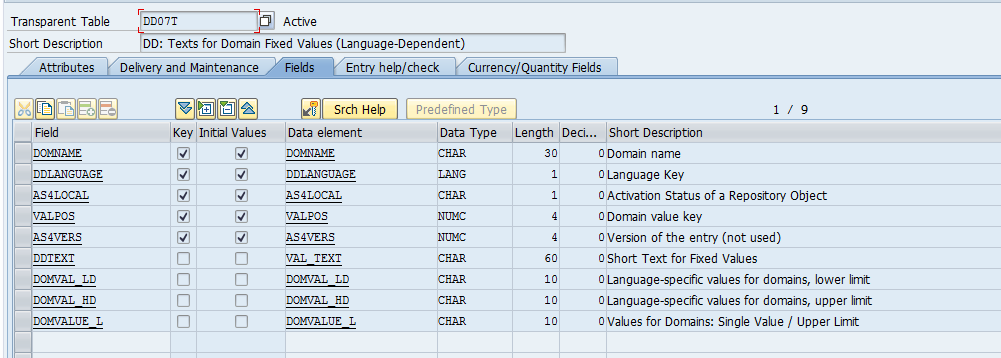 Transparent Table DD07T Active
Short Description DD: Texts for Domain Fixed Values (Language-Dependent)
Attributes Delivery and Maintenance Fields Entry help/check Currency/Quantity Fields
Srch Help Predefined Type 1 / 9
Field Key Initial Values Data element Data Type Length Deci... Short Description
DOMNAME DOMNAME CHAR 30 0 Domain name
DDLANGUAGE DDLANGUAGE LANG 1 0 Language Key
AS4LOCAL AS4LOCAL CHAR 1 0 Activation Status of a Repository Object
VALPOS VALPOS NUMC 4 0 Domain value key
AS4VERS AS4VERS NUMC 4 0 Version of the entry (not used)
DDTEXT VAL_TEXT CHAR 60 0 Short Text for Fixed Values
DOMVAL_LD DOMVAL_LD CHAR 10 0 Language-specific values for domains, lower limit
DOMVAL_HD DOMVAL_HD CHAR 10 0 Language-specific values for domains, upper limit
DOMVALUE_L DOMVALUE_L CHAR 10 0 Values for Domains: Single Value / Upper Limit